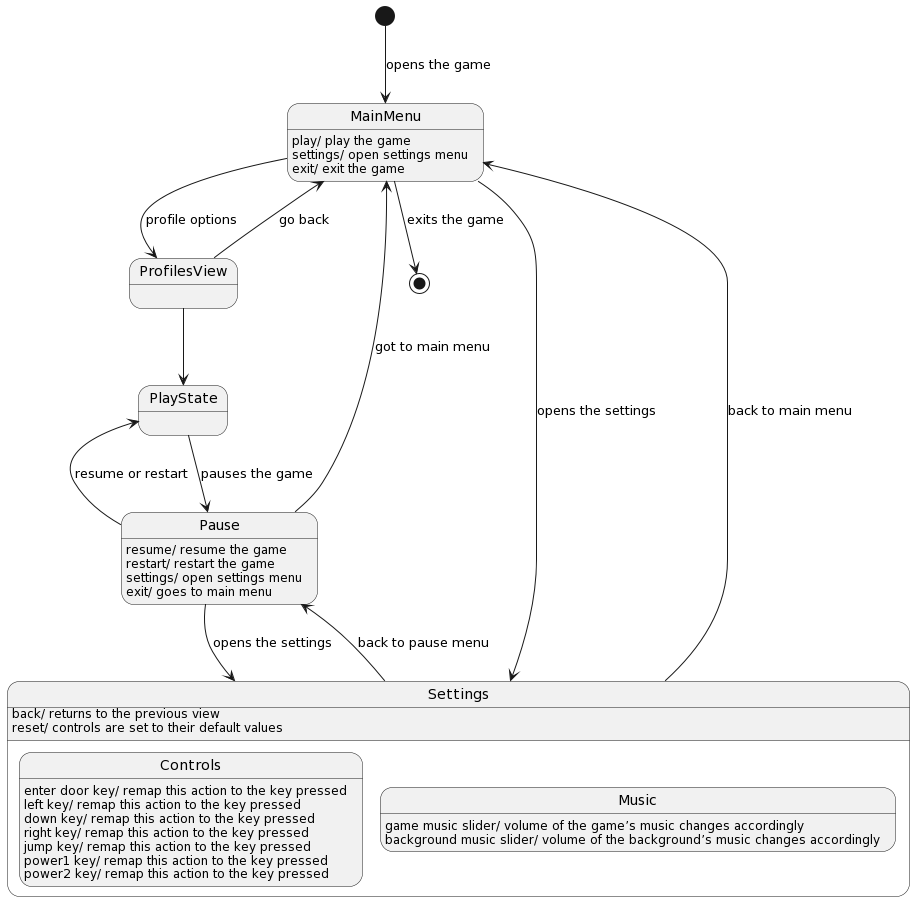 opens the game
MainMenu
play/ play the game
settings/ open settings menu
exit/ exit the game
profile options
go back
exits the game
ProfilesView
got to main menu
PlayState
opens the settings
back to main menu
resume or restart
pauses the game
Pause
resume/ resume the game
restart/ restart the game
settings/ open settings menu
exit/ goes to main menu
opens the settings
back to pause menu
Settings
back/ returns to the previous view
reset/ controls are set to their default values
Controls
enter door key/ remap this action to the key pressed
left key/ remap this action to the key pressed
down key/ remap this action to the key pressed
right key/ remap this action to the key pressed
jump key/ remap this action to the key pressed
power1 key/ remap this action to the key pressed
power2 key/ remap this action to the key pressed
Music
game music slider/ volume of the game’s music changes accordingly
background music slider/ volume of the background’s music changes accordingly